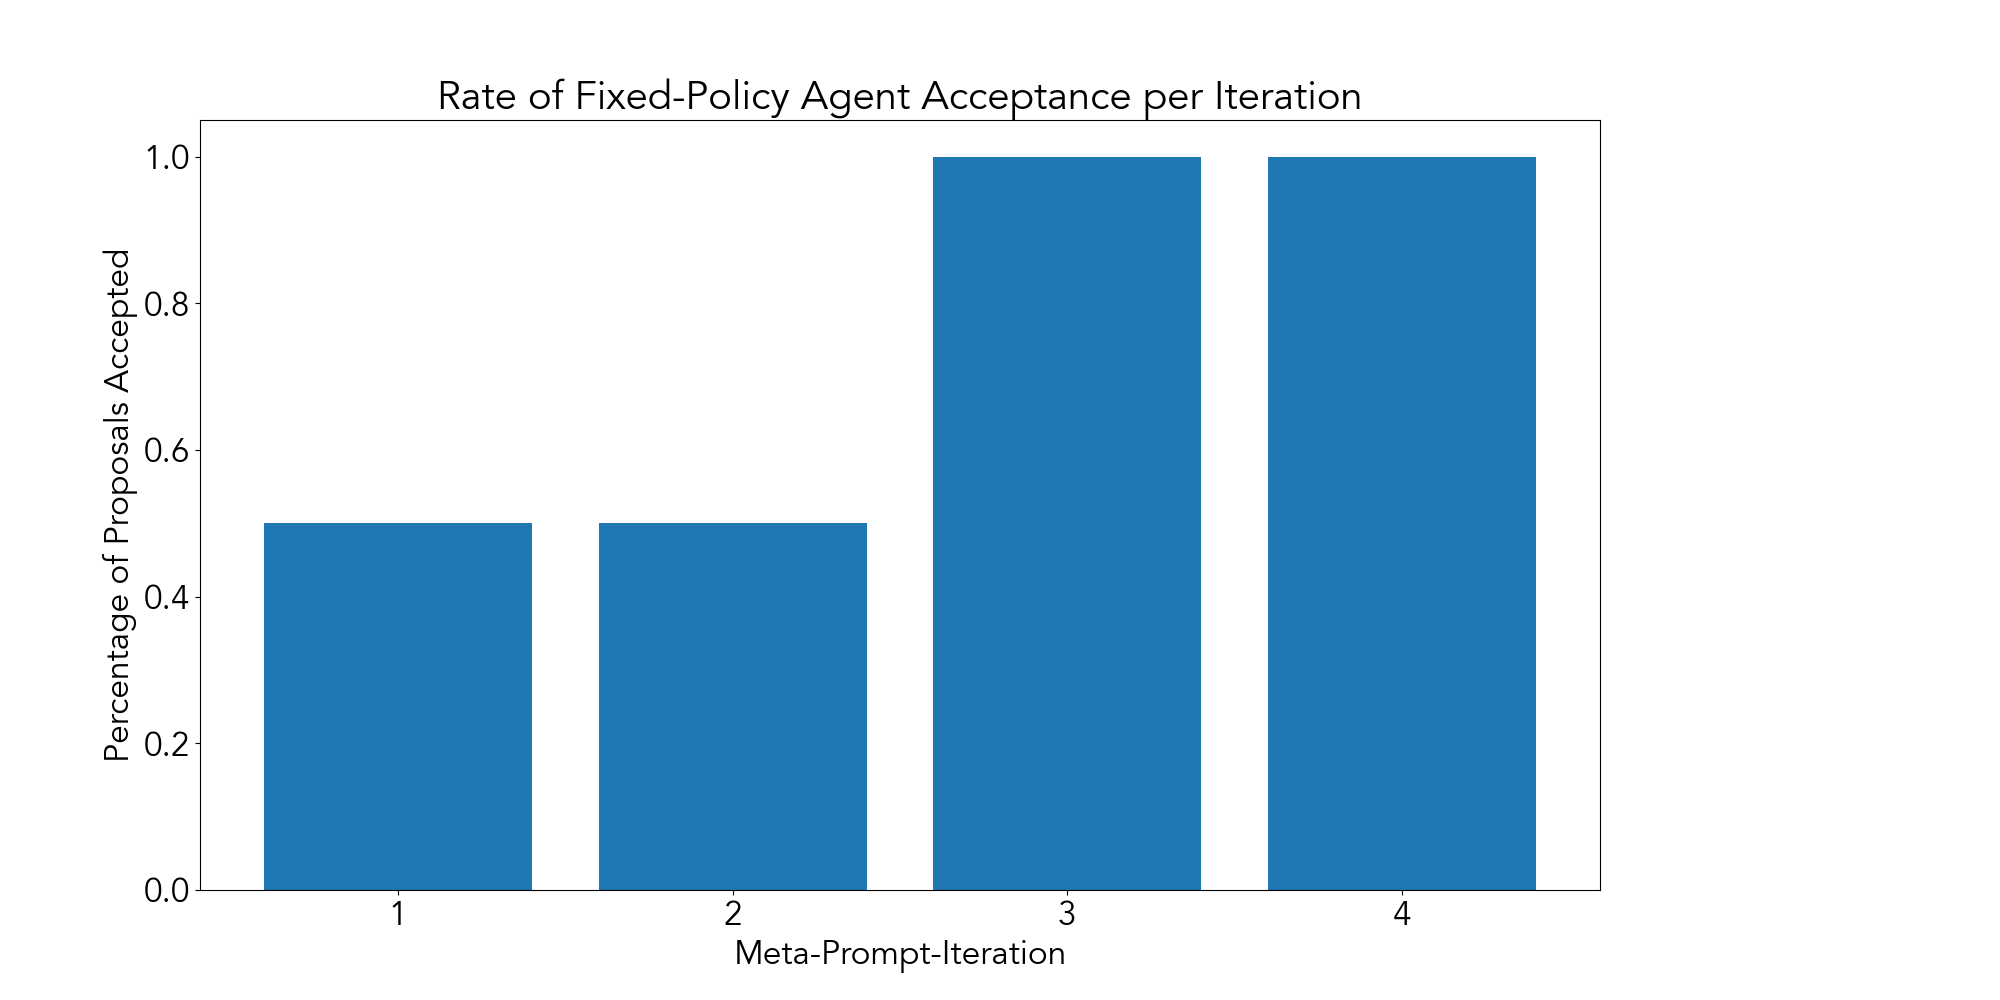 Rate of Fixed-Policy Agent Acceptance per Iteration
Percentage of Proposals Accepted
1.0
0.8
0.6
0.4
0.2
0.0
1 2 3 4
Meta-Prompt-Iteration